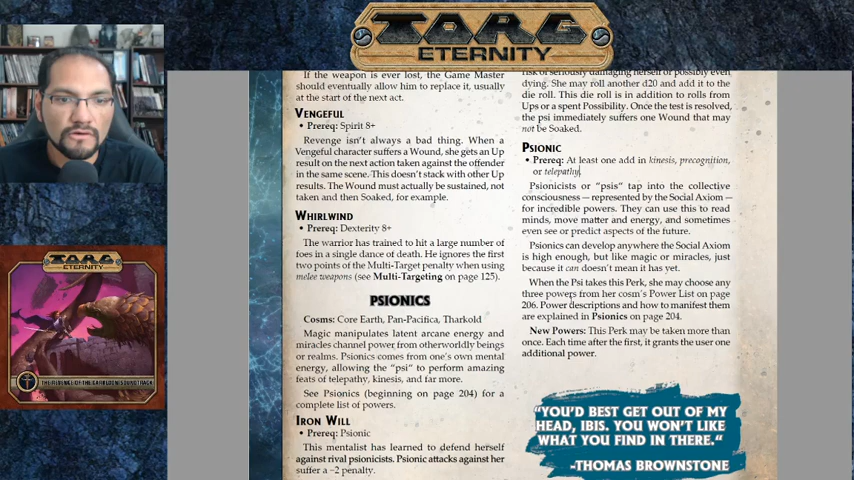 TORG
ETERNITY
If the weapon is ever lost, the Game Master
should eventually allow him to replace it, usually
at the start of the next act.
VENGEFUL
• Prereq: Spirit 8+
Revenge isn't always a bad thing. When a
Vengeful character suffers a Wound, she gets an Up
result on the next action taken against the offender
in the same scene. This doesn't stack with other Up
results. The Wound must actually be sustained, not
taken and then Soaked, for example.
WHIRLWIND
• Prereq: Dexterity 8+
The warrior has trained to hit a large number of
foes in a single dance of death. He ignores the first
two points of the Multi-Target penalty when using
melee weapons (see Multi-Targeting on page 125).
PSIONICS
Cosms: Core Earth, Pan-Pacifica, Tharkold
Magic manipulates latent arcane energy and
miracles channel power from otherworldly beings
or realms. Psionics comes from one's own mental
energy, allowing the "psi" to perform amazing
feats of telepathy, kinesis, and far more.
See Psionics (beginning on page 204) for a
complete list of powers.
IRON WILL
• Prereq: Psionic
This mentalist has learned to defend herself
against rival psionicists. Psionic attacks against her
suffer a –2 penalty.
risk of seriously damaging herself or possibly even
dying. She may roll another d20 and add it to the
die roll. This die roll is in addition to rolls from
Ups or a spent Possibility. Once the test is resolved,
the psi immediately suffers one Wound that may
not be Soaked.
PSIONIC
• Prereq: At least one add in kinesis, precognition,
or telepathy.
Psionicists or "psis" tap into the collective
consciousness — represented by the Social Axiom —
for incredible powers. They can use this to read
minds, move matter and energy, and sometimes
even see or predict aspects of the future.
Psionics can develop anywhere the Social Axiom
is high enough, but like magic or miracles, just
because it can doesn't mean it has yet.
When the Psi takes this Perk, she may choose any
three powers from her cosm's Power List on page
206. Power descriptions and how to manifest them
are explained in Psionics on page 204.
New Powers: This Perk may be taken more than
once. Each time after the first, it grants the user one
additional power.
"YOU'D BEST GET OUT OF MY
HEAD, IBIS. YOU WON'T LIKE
WHAT YOU FIND IN THERE."
-THOMAS BROWNSTONE
TORG
ETERNITY